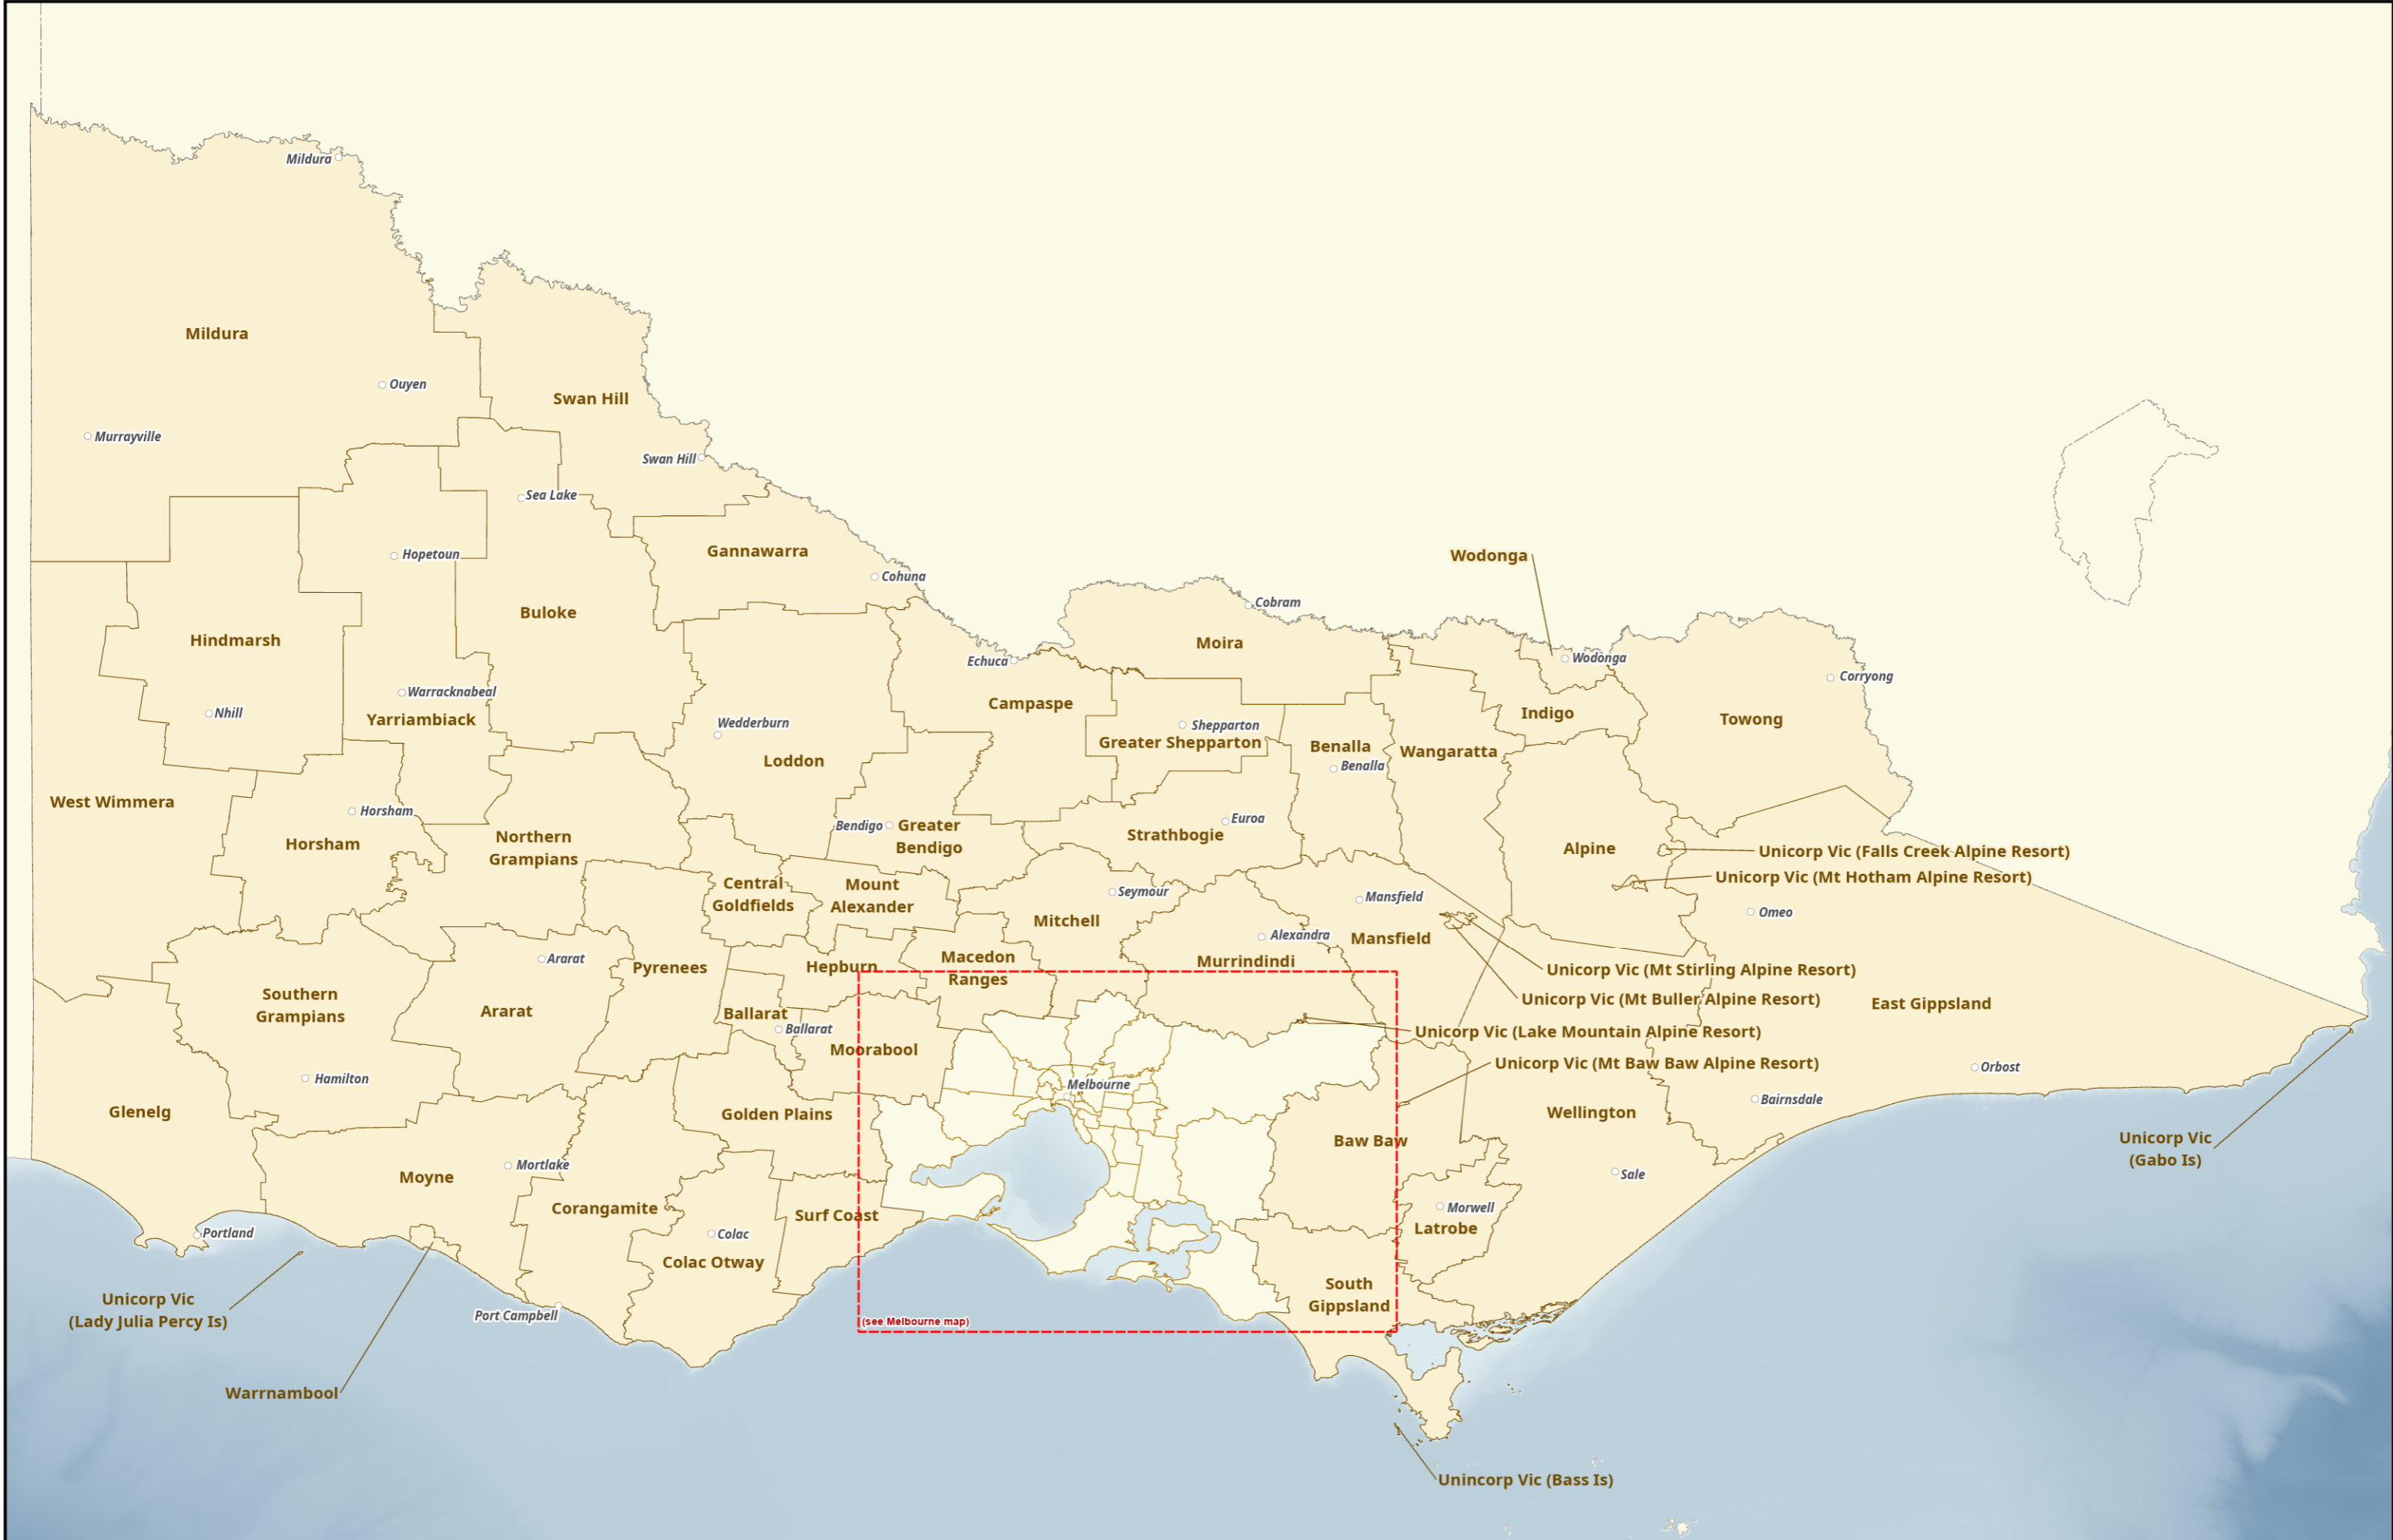 Mildura
Mildura
Ouyen
Swan Hill
Murrayville
Swan Hill
Sea Lake
Hopetoun
Gannawarra
Wodonga
Cohuna
Cobram
Buloke
Hindmarsh
Moira
Echuca
Wodonga
Corryong
Warracknabeal
Campaspe
Nhill
Yarriambiack
Wedderburn
Shepparton
Indigo
Towong
Greater Shepparton
Benalla
Wangaratta
Loddon
Benalla
West Wimmera
Horsham
Bendigo
Greater
Bendigo
Euroa
Northern
Grampians
Strathbogie
Horsham
Alpine
Unicorp Vic (Falls Creek Alpine Resort)
Unicorp Vic (Mt Hotham Alpine Resort)
Central
Goldfields
Mount
Alexander
Seymour
Mansfield
Omeo
Mitchell
Alexandra
Mansfield
Ararat
Pyrenees
Hepburn
Macedon
Ranges
Murrindindi
Unicorp Vic (Mt Stirling Alpine Resort)
Southern
Grampians
Unicorp Vic (Mt Buller Alpine Resort)
East Gippsland
Ararat
Ballarat
Ballarat
Unicorp Vic (Lake Mountain Alpine Resort)
Moorabool
Unicorp Vic (Mt Baw Baw Alpine Resort)
Orbost
Hamilton
Melbourne
Bairnsdale
Glenelg
Golden Plains
Wellington
Baw Baw
Unicorp Vic
(Gabo Is)
Mortlake
Moyne
Sale
Corangamite
Surf Coast
Morwell
Latrobe
Portland
Colac
Colac Otway
South
Gippsland
Unicorp Vic
(Lady Julia Percy Is)
Port Campbell
(see Melbourne map)
Warrnambool
Unincorp Vic (Bass Is)